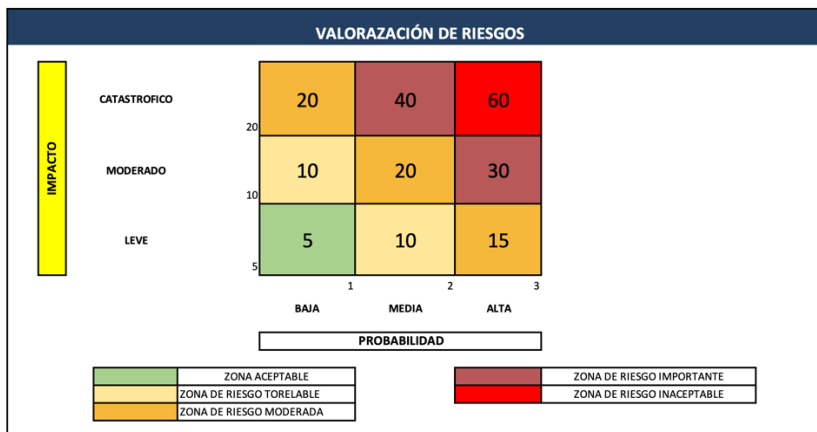 VALORAZACIÓN DE RIESGOS
IMPACTO
CATASTROFICO
20
20
40
60
MODERADO
10
10
20
30
LEVE
5
5
10
15
1
2
3
BAJA
MEDIA
ALTA
PROBABILIDAD
ZONA ACEPTABLE
ZONA DE RIESGO IMPORTANTE
ZONA DE RIESGO TORELABLE
ZONA DE RIESGO INACEPTABLE
ZONA DE RIESGO MODERADA